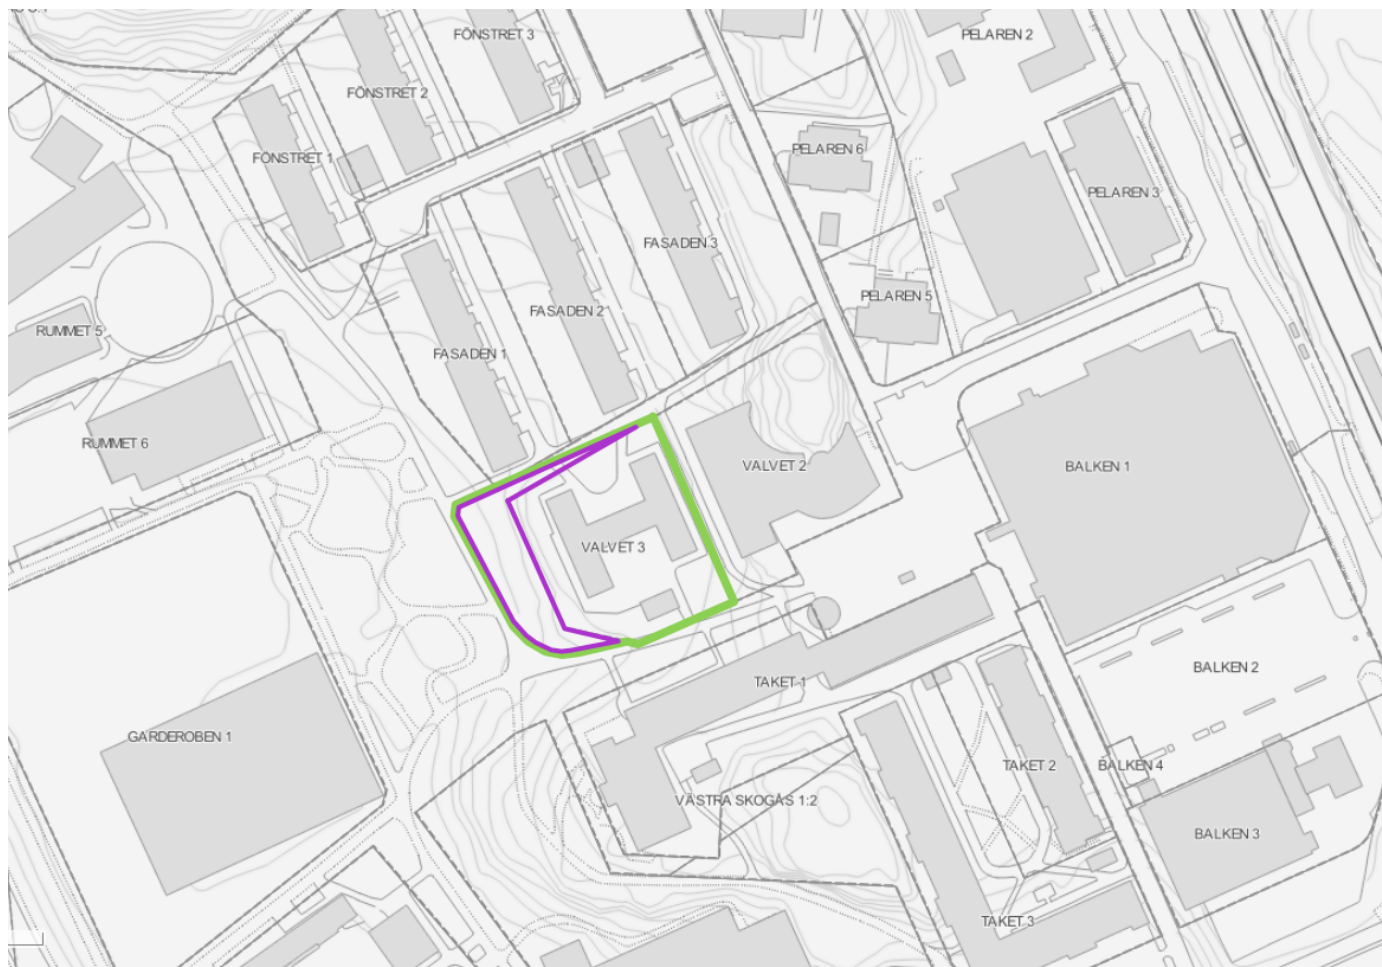 FÖNSTRET 3
PELAREN 2
FÖNSTRET 2
FÖNSTRET 1
PELAREN 6
PELAREN 3
FASADEN 3
PELAREN 5
FASADEN 2
RUMMET 5
FASADEN 1
RUMMET 6
VALVET 2
BALKEN 1
VALVET 3
BALKEN 2
TAKET 1
GARDEROBEN 1
TAKET 2
BALKEN 4
VÄSTRA SKOGÅS 1:2
BALKEN 3
TAKET 3